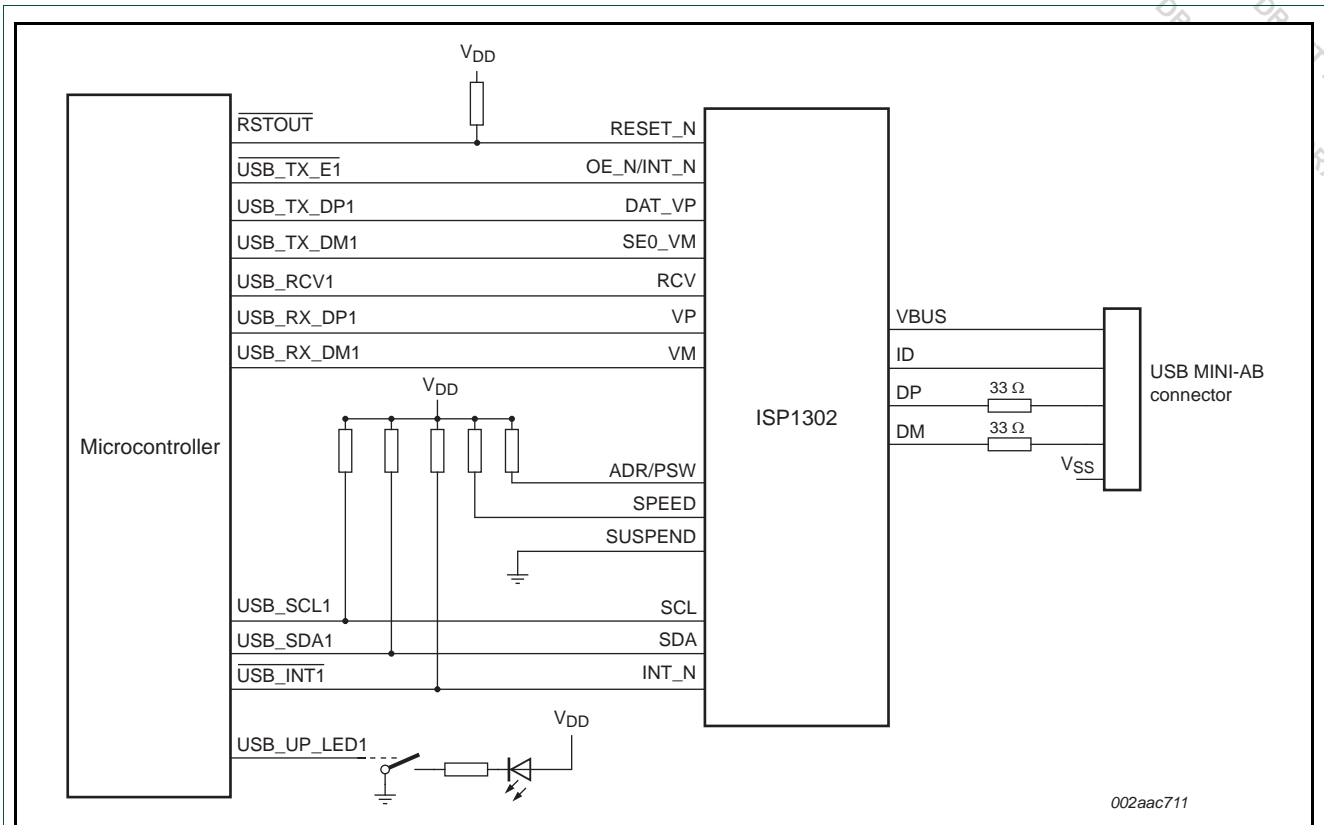 VDD
RSTOUT
RESET_N
USB_TX_E1
OE_N/INT_N
USB_TX_DP1
DAT_VP
USB_TX_DM1
SE0_VM
USB_RCV1
RCV
USB_RX_DP1
VP
USB_RX_DM1
VM
VBUS
ID
DP
33 Ω
DM
33 Ω
VSS
USB MINI-AB
connector
VDD
Microcontroller
ISP1302
ADR/PSW
SPEED
SUSPEND
USB_SCL1
SCL
USB_SDA1
SDA
USB_INT1
INT_N
USB_UP_LED1
VDD
002aac711